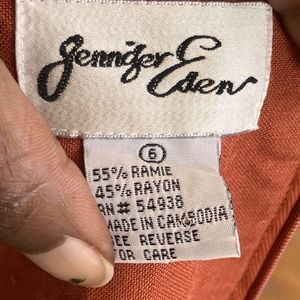 Jennifer Eden
6
55% RAMIE
45% RAYON
RN # 54938
MADE IN CAMBODIA
SEE REVERSE
FOR CARE